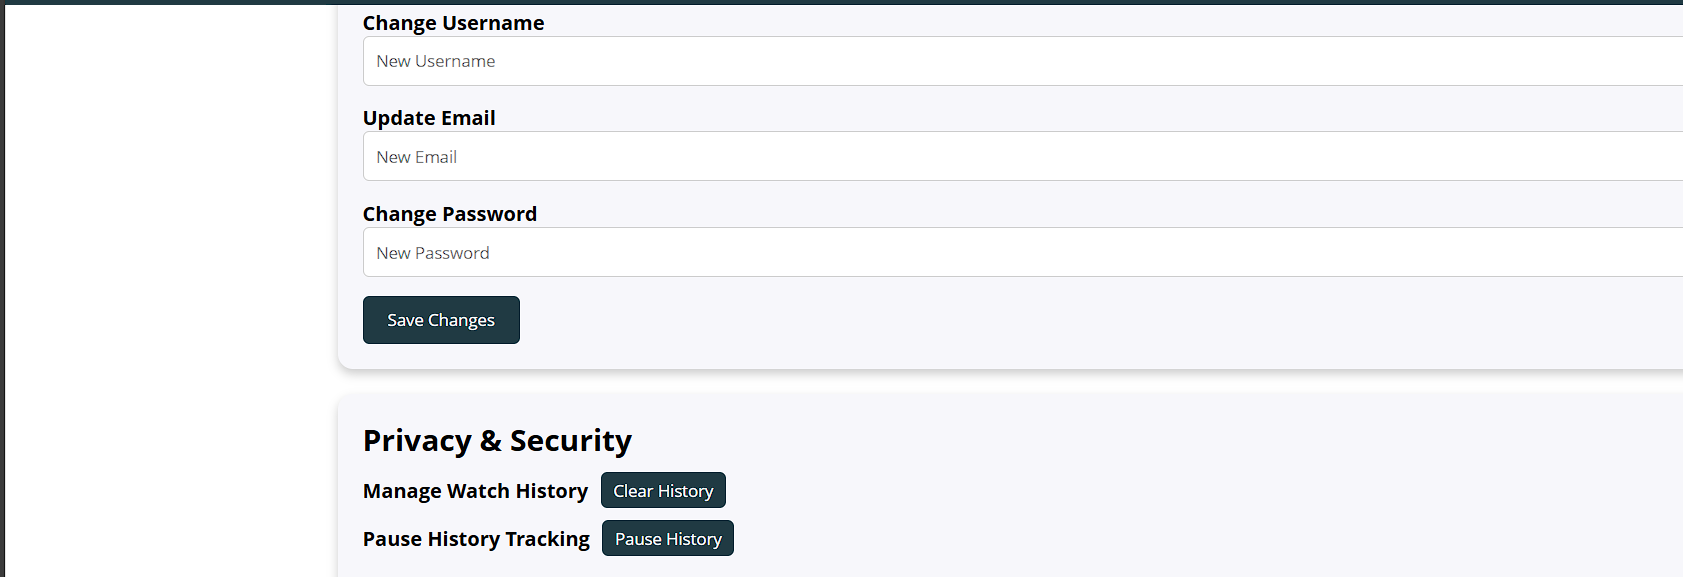 Change Username
New Username
Update Email
New Email
Change Password
New Password
Save Changes
Privacy & Security
Manage Watch History Clear History
Pause History Tracking Pause History